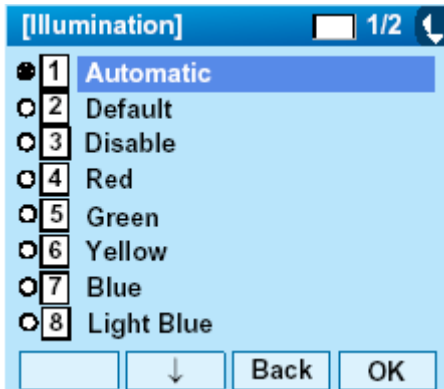 [Illumination] 1/2
1 Automatic
2 Default
3 Disable
4 Red
5 Green
6 Yellow
7 Blue
8 Light Blue
↓ Back OK